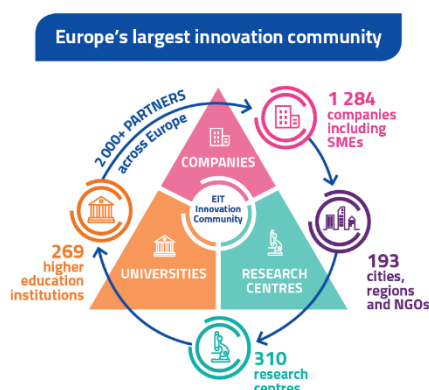 Europe's largest innovation community
2 000+ PARTNERS
across Europe
1 284
companies
including
SMEs
COMPANIES
EIT
Innovation
Community
UNIVERSITIES
RESEARCH
CENTRES
269
higher
education
institutions
193
cities,
regions
and NGOs
310
research
centres